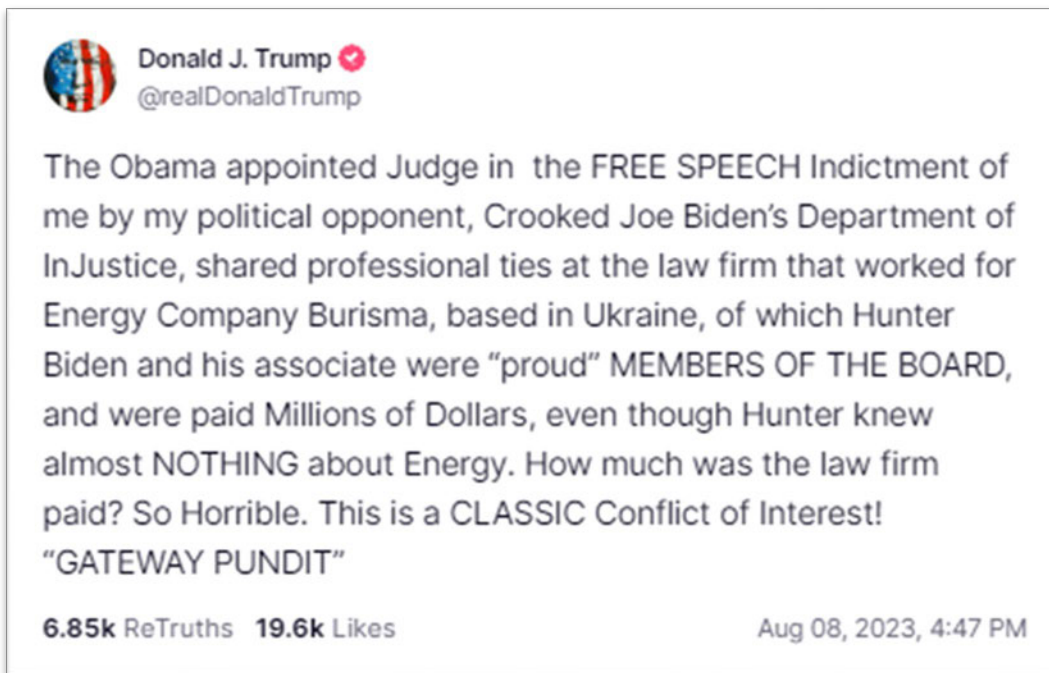 Donald J. Trump
@realDonaldTrump
The Obama appointed Judge in  the FREE SPEECH Indictment of
me by my political opponent, Crooked Joe Biden’s Department of
InJustice, shared professional ties at the law firm that worked for
Energy Company Burisma, based in Ukraine, of which Hunter
Biden and his associate were “proud” MEMBERS OF THE BOARD,
and were paid Millions of Dollars, even though Hunter knew
almost NOTHING about Energy. How much was the law firm
paid? So Horrible. This is a CLASSIC Conflict of Interest!
“GATEWAY PUNDIT”
6.85k ReTruths 19.6k Likes Aug 08, 2023, 4:47 PM